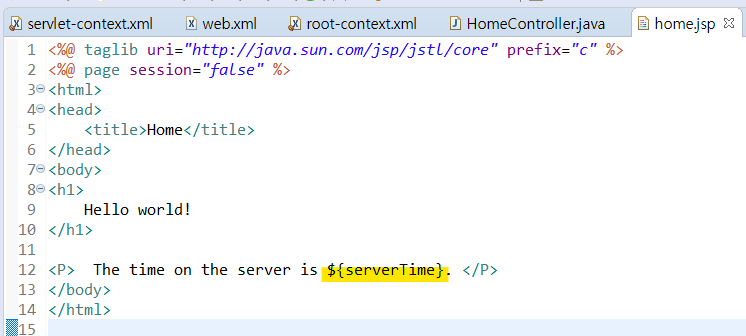 servlet-context.xml web.xml root-context.xml HomeController.java home.jsp
1 <%@ taglib uri="http://java.sun.com/jsp/jstl/core" prefix="c" %>
2 <%@ page session="false" %>
3 <html>
4 <head>
5     <title>Home</title>
6 </head>
7 <body>
8 <h1>
9     Hello world!
10 </h1>
11
12 <P>  The time on the server is ${serverTime}. </P>
13 </body>
14 </html>
15